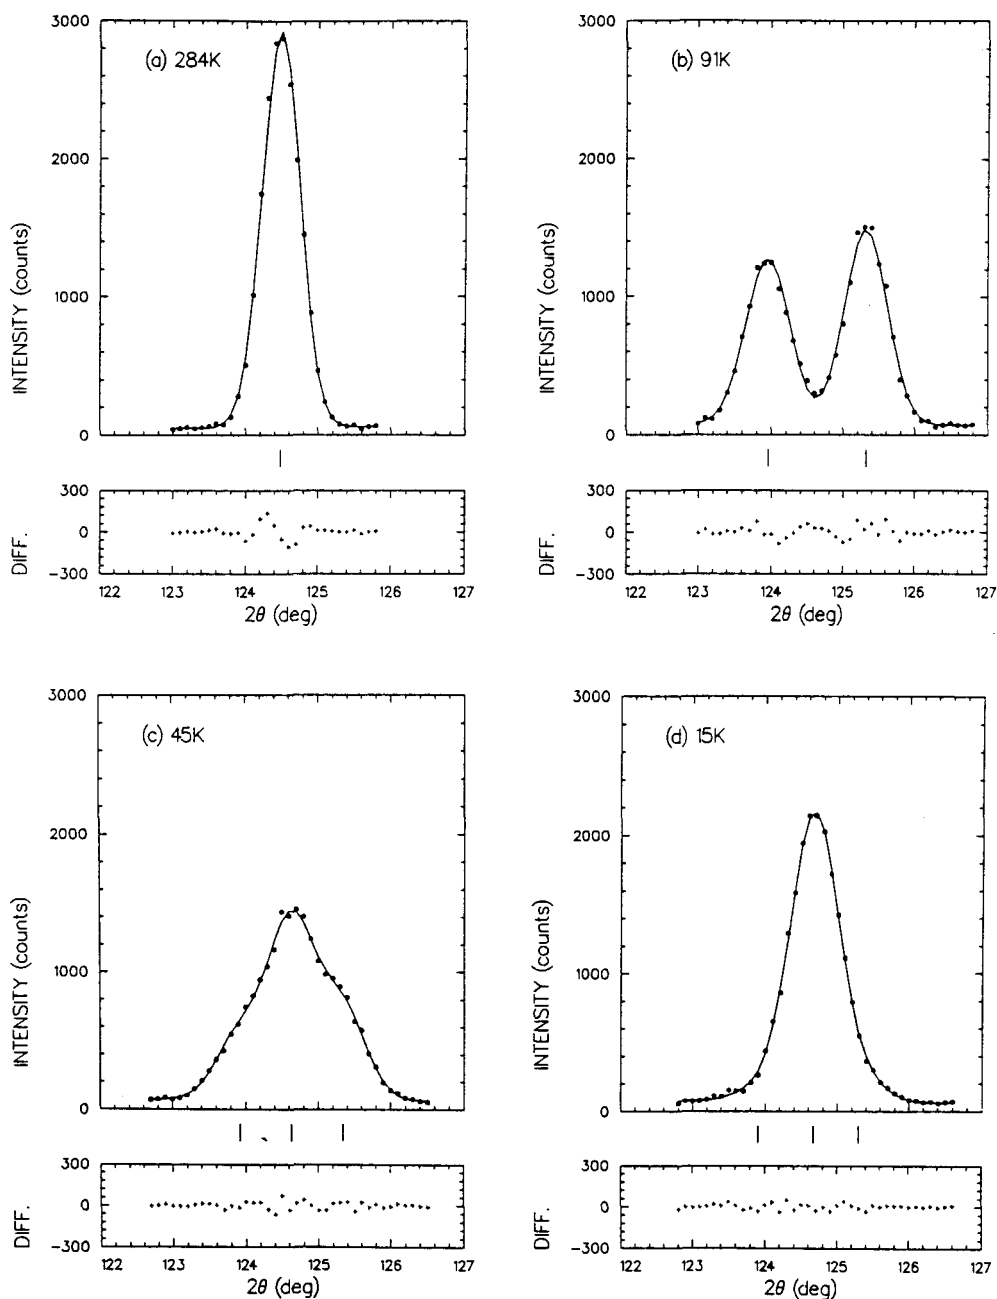 3000
(a) 284K
2000
1000
0
INTENSITY (counts)
300
0
-300
DIFF.
122 123 124 125 126 127
2θ (deg)
3000
(b) 91K
2000
1000
0
INTENSITY (counts)
300
0
-300
DIFF.
122 123 124 125 126 127
2θ (deg)
3000
(c) 45K
2000
1000
0
INTENSITY (counts)
300
0
-300
DIFF.
122 123 124 125 126 127
2θ (deg)
3000
(d) 15K
2000
1000
0
INTENSITY (counts)
300
0
-300
DIFF.
122 123 124 125 126 127
2θ (deg)